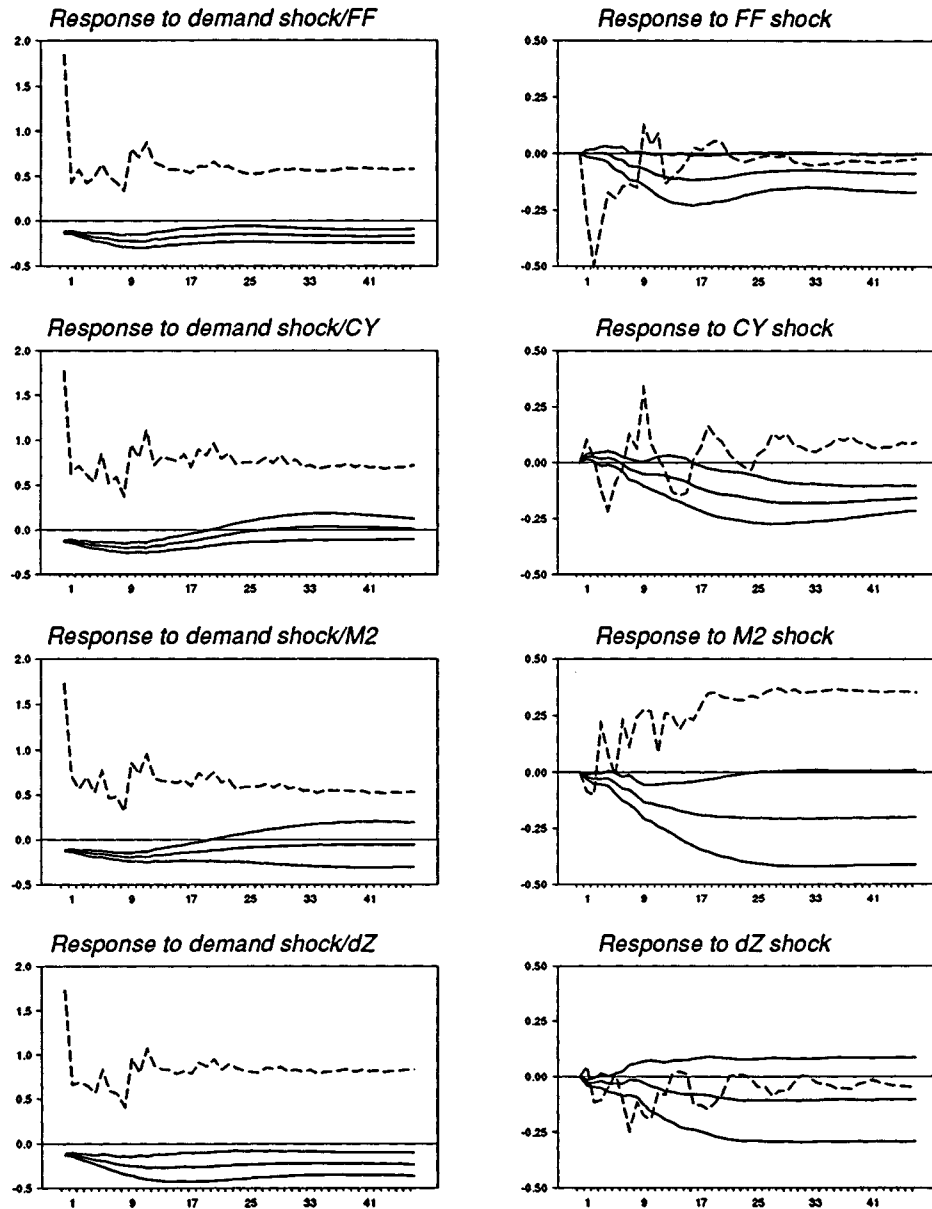 Response to demand shock/FF
2.0
1.5
1.0
0.5
0.0
-0.5
1 9 17 25 33 41
Response to FF shock
0.50
0.25
0.00
-0.25
-0.50
1 9 17 25 33 41
Response to demand shock/CY
2.0
1.5
1.0
0.5
0.0
-0.5
1 9 17 25 33 41
Response to CY shock
0.50
0.25
0.00
-0.25
-0.50
1 9 17 25 33 41
Response to demand shock/M2
2.0
1.5
1.0
0.5
0.0
-0.5
1 9 17 25 33 41
Response to M2 shock
0.50
0.25
0.00
-0.25
-0.50
1 9 17 25 33 41
Response to demand shock/dZ
2.0
1.5
1.0
0.5
0.0
-0.5
1 9 17 25 33 41
Response to dZ shock
0.50
0.25
0.00
-0.25
-0.50
1 9 17 25 33 41